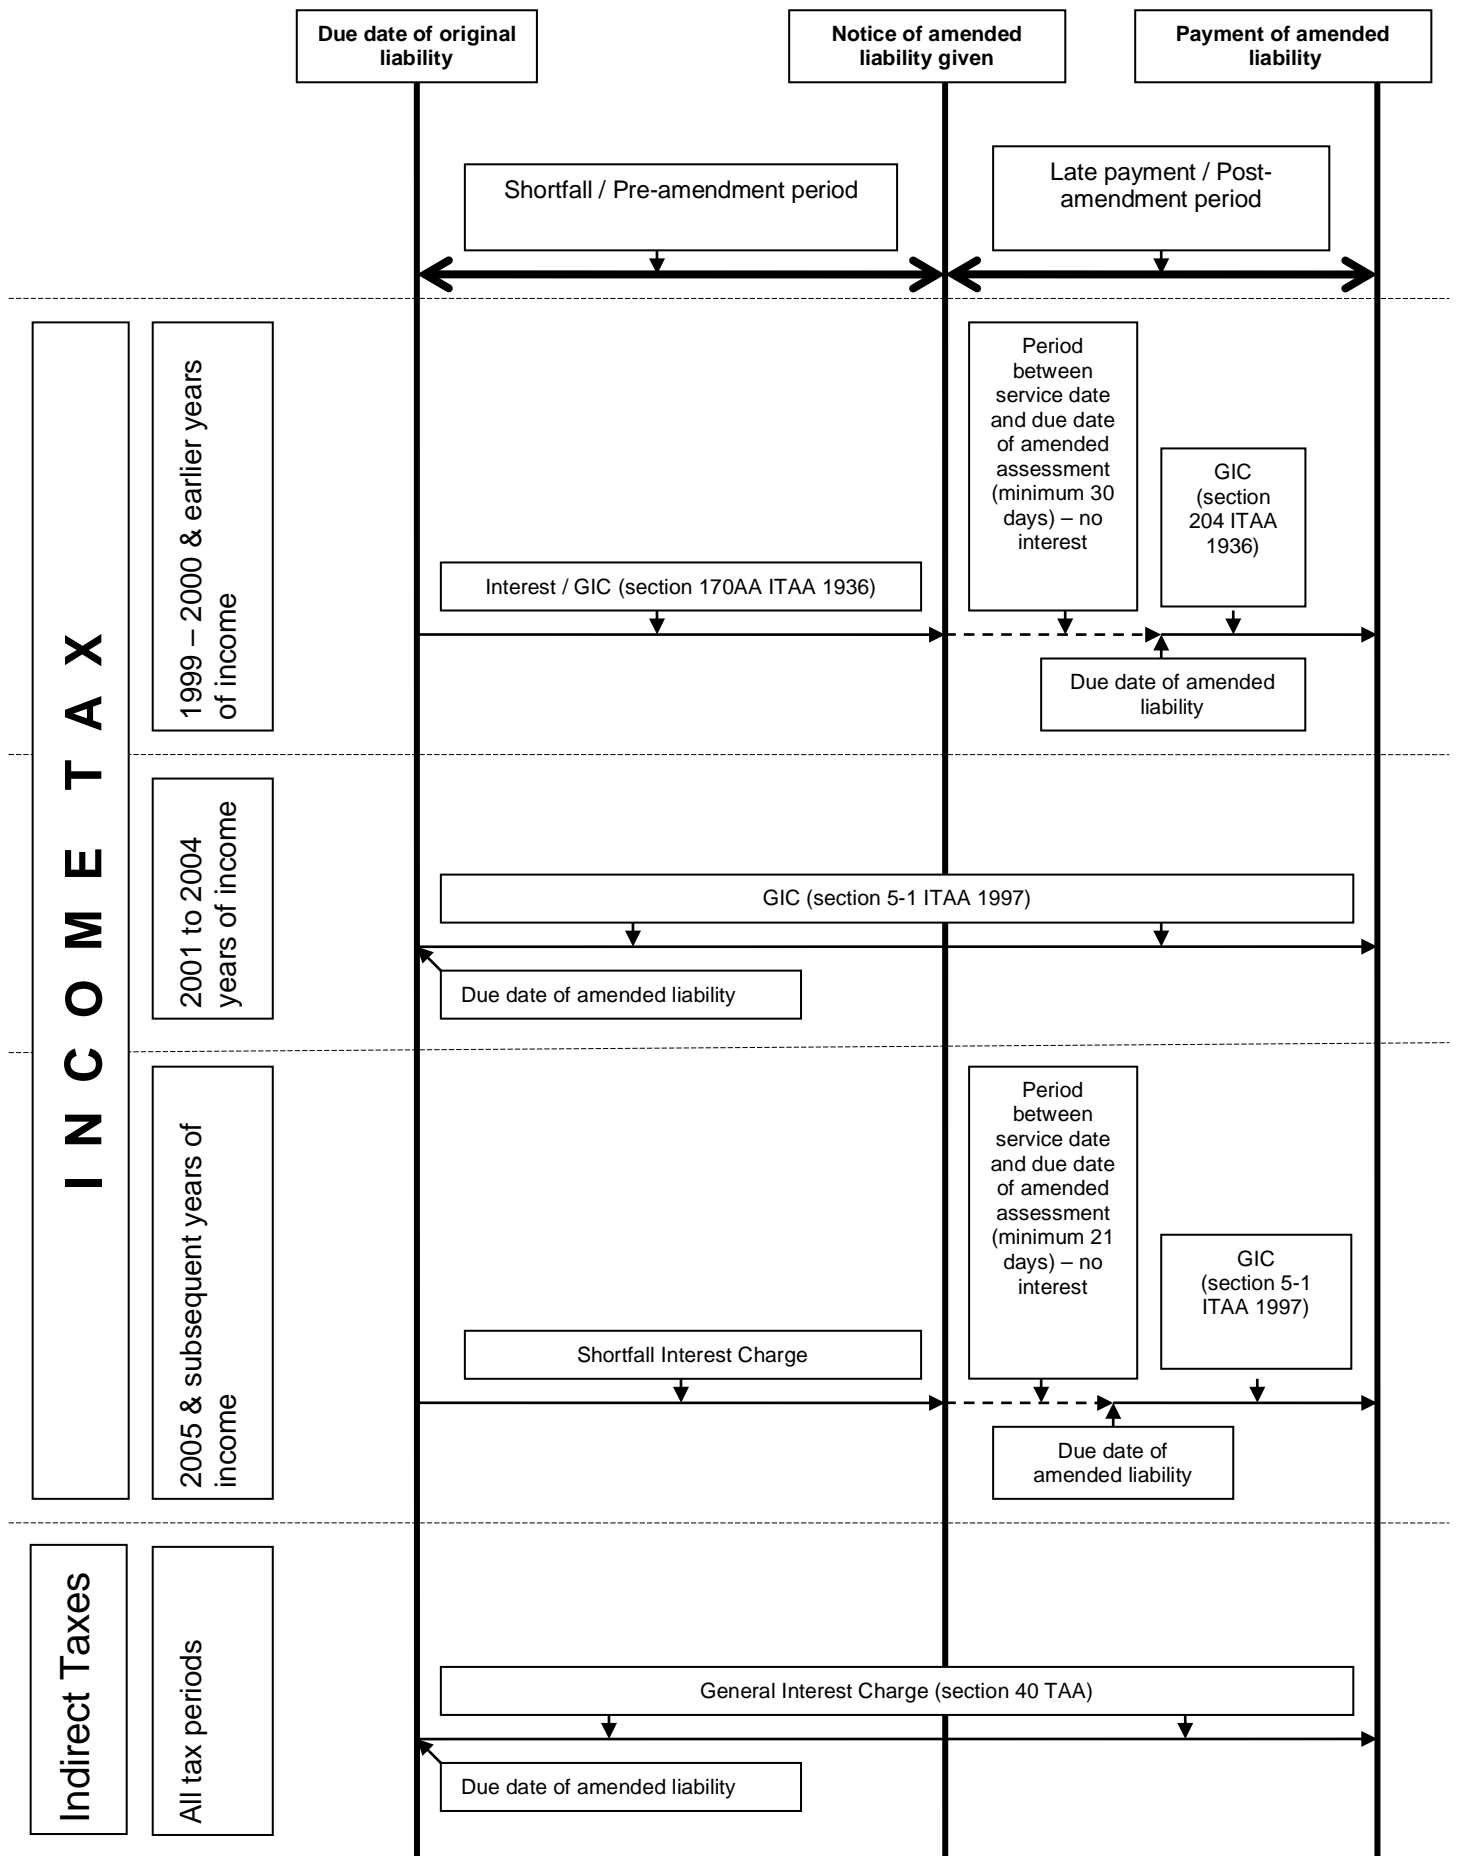 Due date of original
liability
Notice of amended
liability given
Payment of amended
liability
Shortfall / Pre-amendment period
Late payment / Post-
amendment period
INCOME TAX
1999 – 2000 & earlier years
of income
Interest / GIC (section 170AA ITAA 1936)
Period
between
service date
and due date
of amended
assessment
(minimum 30
days) – no
interest
GIC
(section
204 ITAA
1936)
Due date of amended
liability
2001 to 2004
years of income
GIC (section 5-1 ITAA 1997)
Due date of amended liability
2005 & subsequent years of
income
Shortfall Interest Charge
Period
between
service date
and due date
of amended
assessment
(minimum 21
days) – no
interest
GIC
(section 5-1
ITAA 1997)
Due date of
amended liability
Indirect Taxes
All tax periods
General Interest Charge (section 40 TAA)
Due date of amended liability